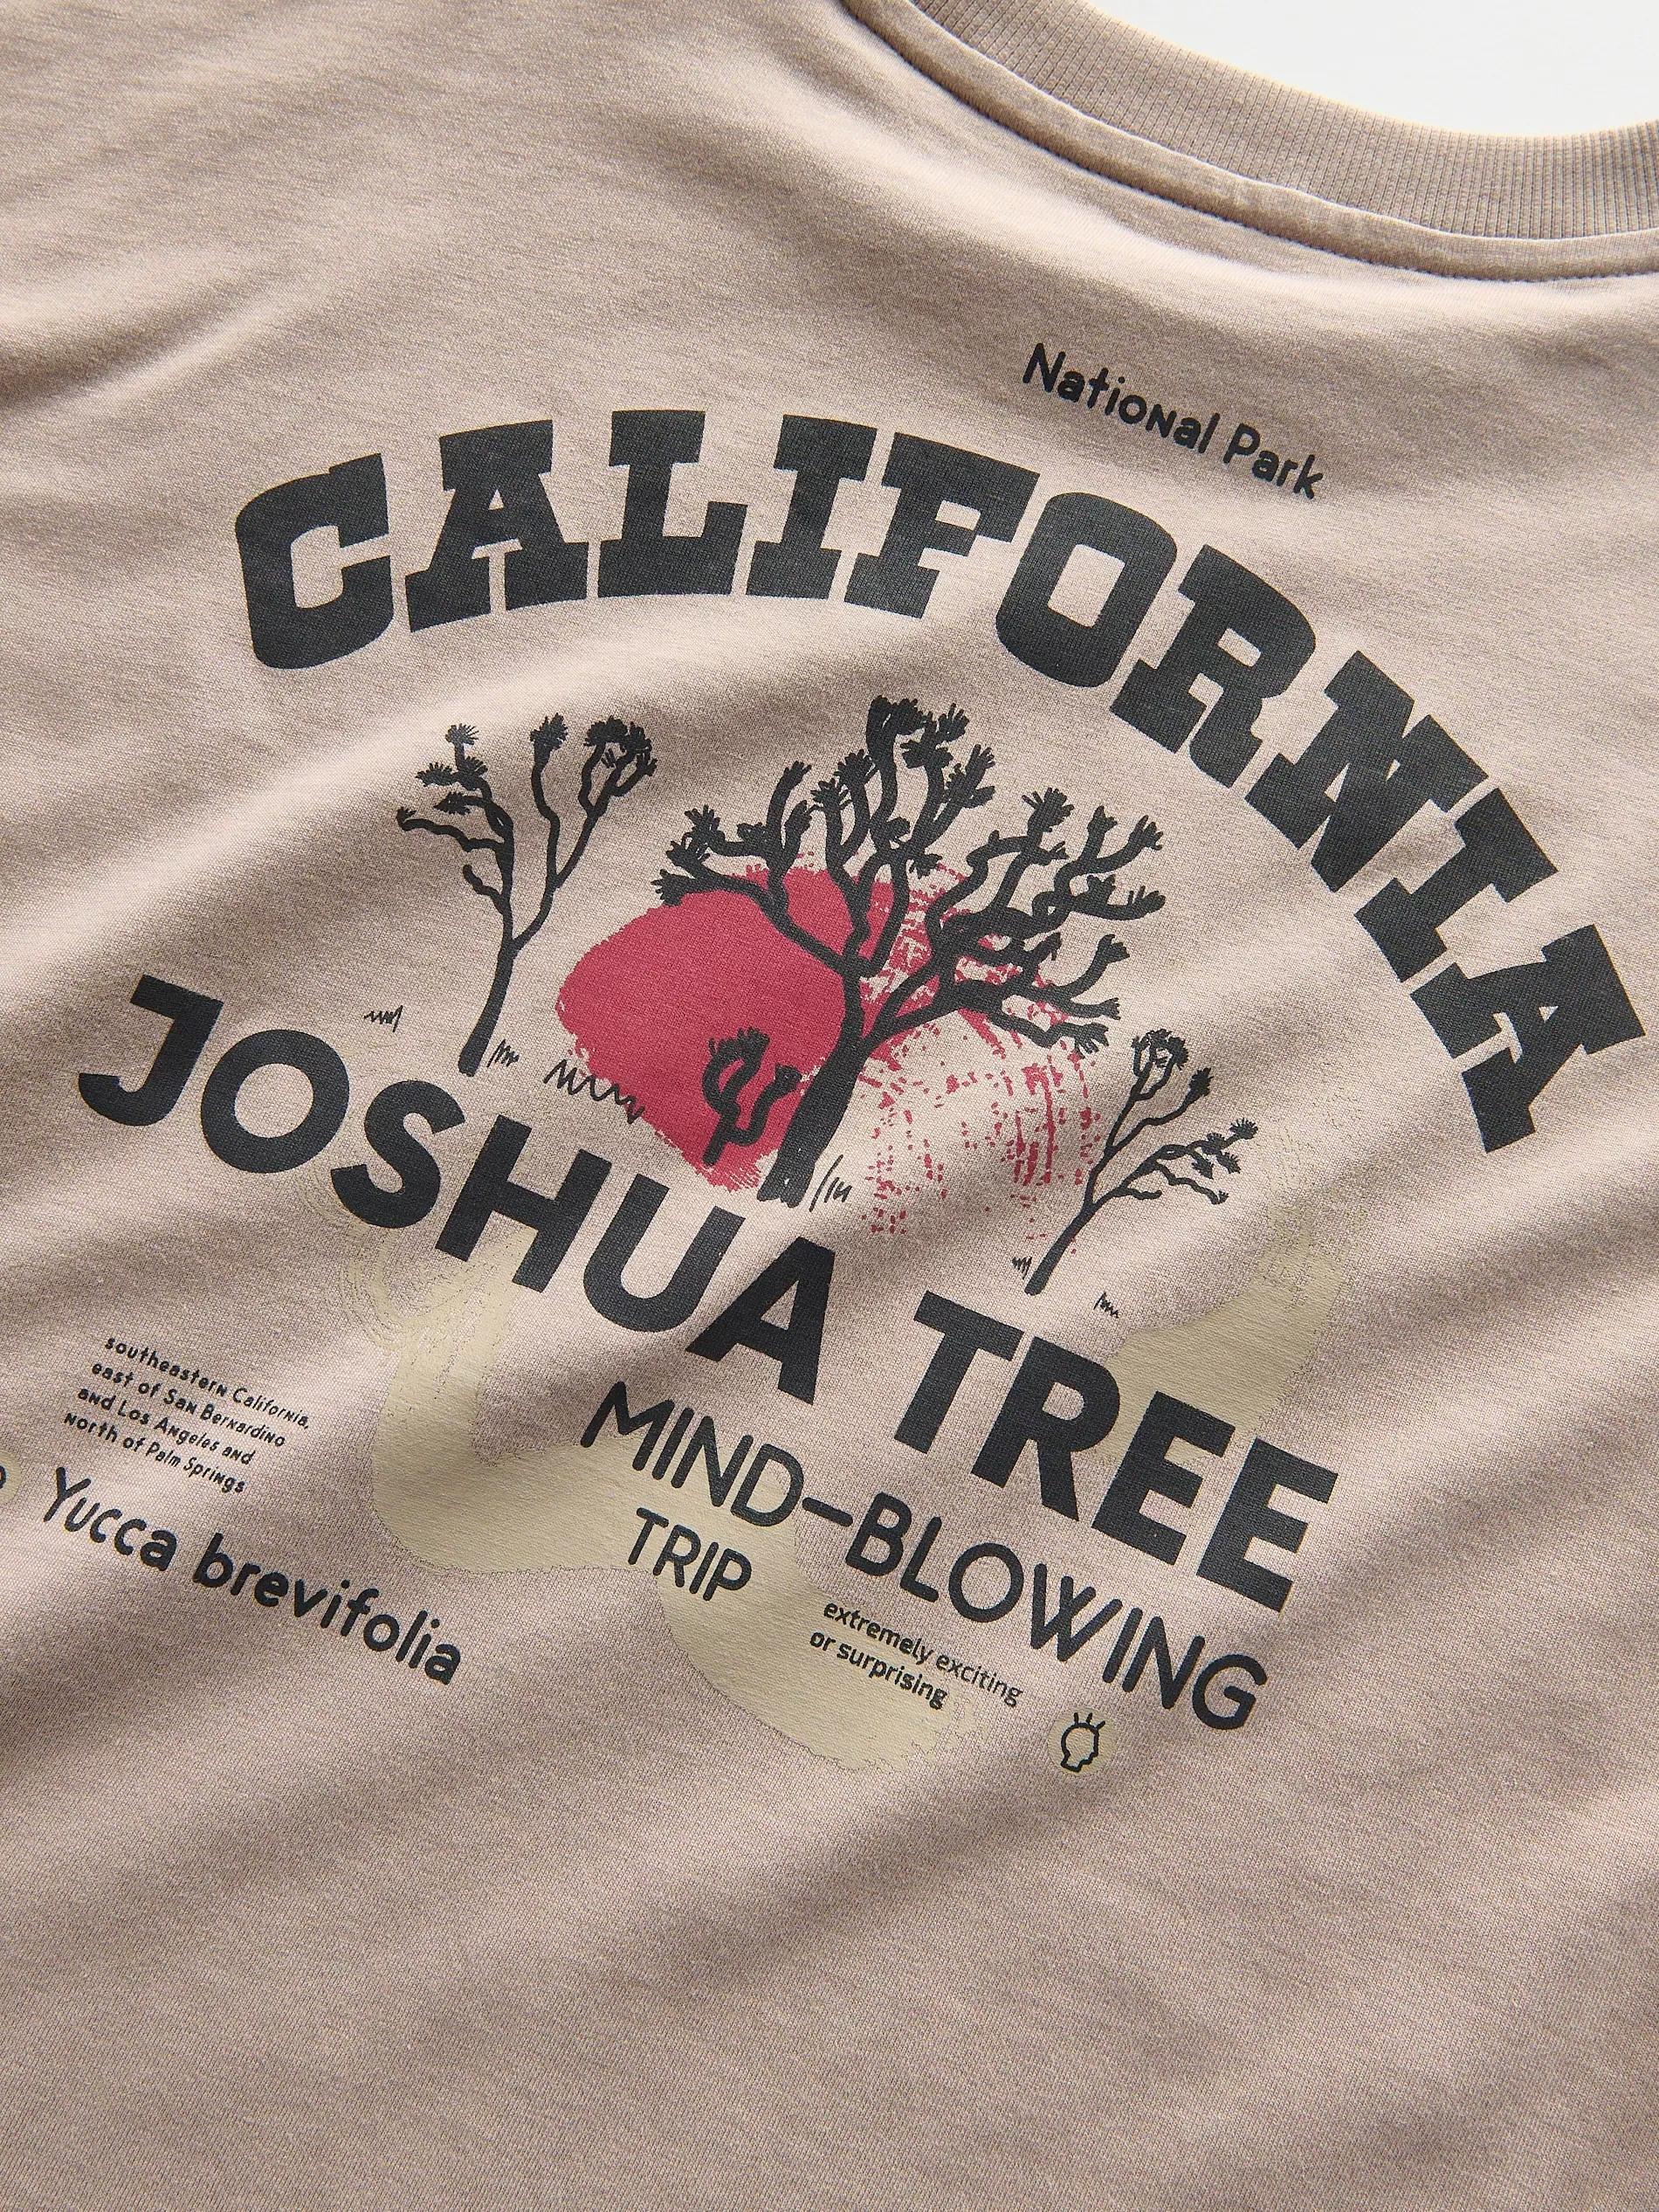 National Park
CALIFORNIA
JOSHUA TREE
MIND-BLOWING
TRIP
extremely exciting
or surprising
southeastern California,
east of San Bernardino
and Los Angeles and
north of Palm Springs
Yucca brevifolia